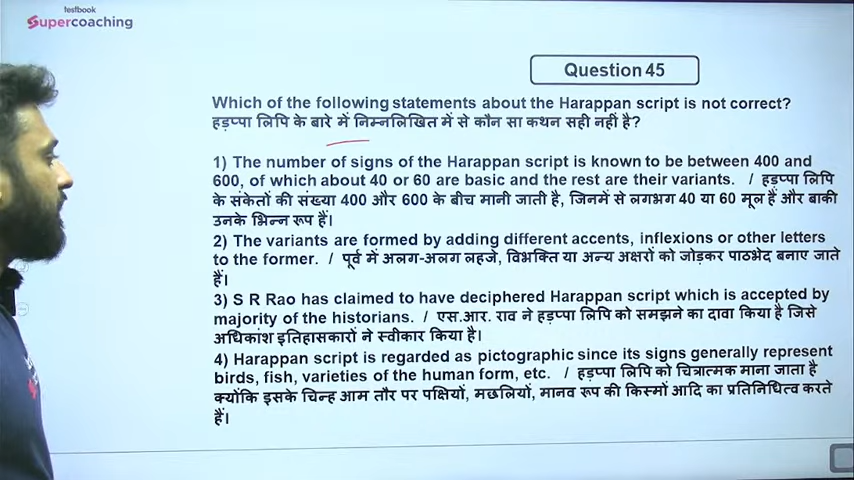 testbook
Supercoaching
Question 45
Which of the following statements about the Harappan script is not correct?
हड़प्पा लिपि के बारे में निम्नलिखित में से कौन सा कथन सही नहीं है?
1) The number of signs of the Harappan script is known to be between 400 and
600, of which about 40 or 60 are basic and the rest are their variants. / हड़प्पा लिपि
के संकेतों की संख्या 400 और 600 के बीच मानी जाती है, जिनमें से लगभग 40 या 60 मूल हैं और बाकी
उनके भिन्न रूप हैं।
2) The variants are formed by adding different accents, inflexions or other letters
to the former. / पूर्व में अलग-अलग लहजे, विभक्ति या अन्य अक्षरों को जोड़कर पाठभेद बनाए जाते
हैं।
3) S R Rao has claimed to have deciphered Harappan script which is accepted by
majority of the historians. / एस.आर. राव ने हड़प्पा लिपि को समझने का दावा किया है जिसे
अधिकांश इतिहासकारों ने स्वीकार किया है।
4) Harappan script is regarded as pictographic since its signs generally represent
birds, fish, varieties of the human form, etc. / हड़प्पा लिपि को चित्रात्मक माना जाता है
क्योंकि इसके चिन्ह आम तौर पर पक्षियों, मछलियों, मानव रूप की किस्मों आदि का प्रतिनिधित्व करते
हैं।